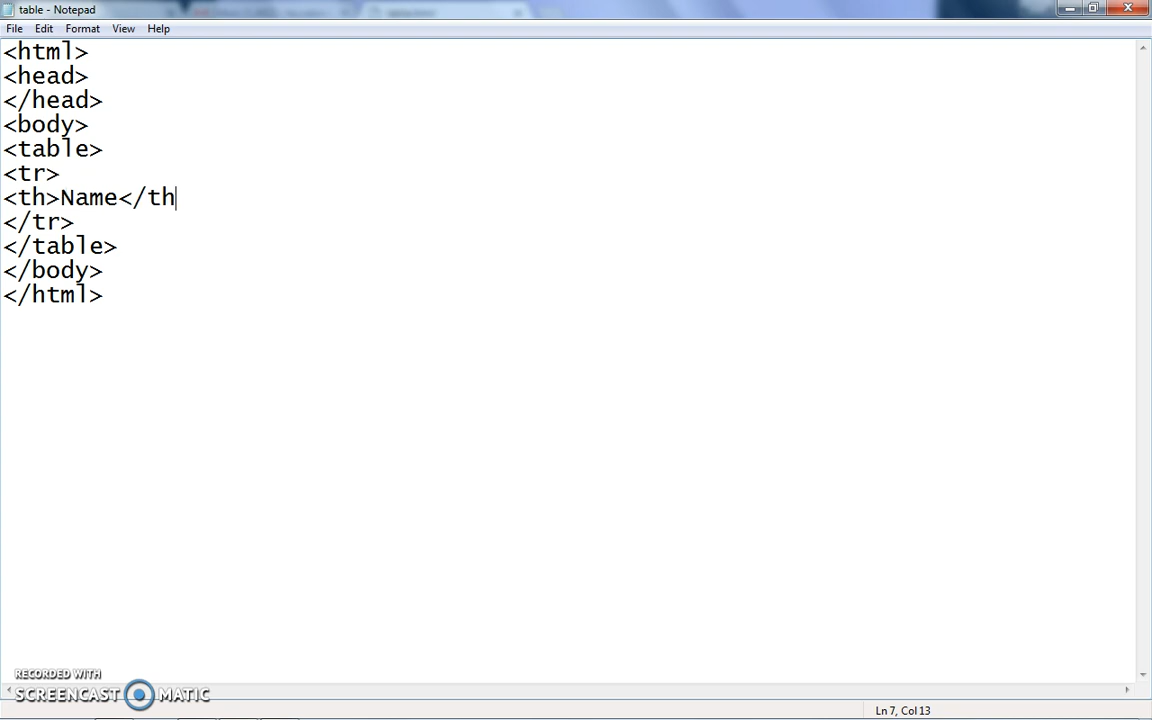 table - Notepad
File Edit Format View Help
<html>
<head>
</head>
<body>
<table>
<tr>
<th>Name</th
</tr>
</table>
</body>
</html>
RECORDED WITH
SCREENCAST MATIC
Ln 7, Col 13